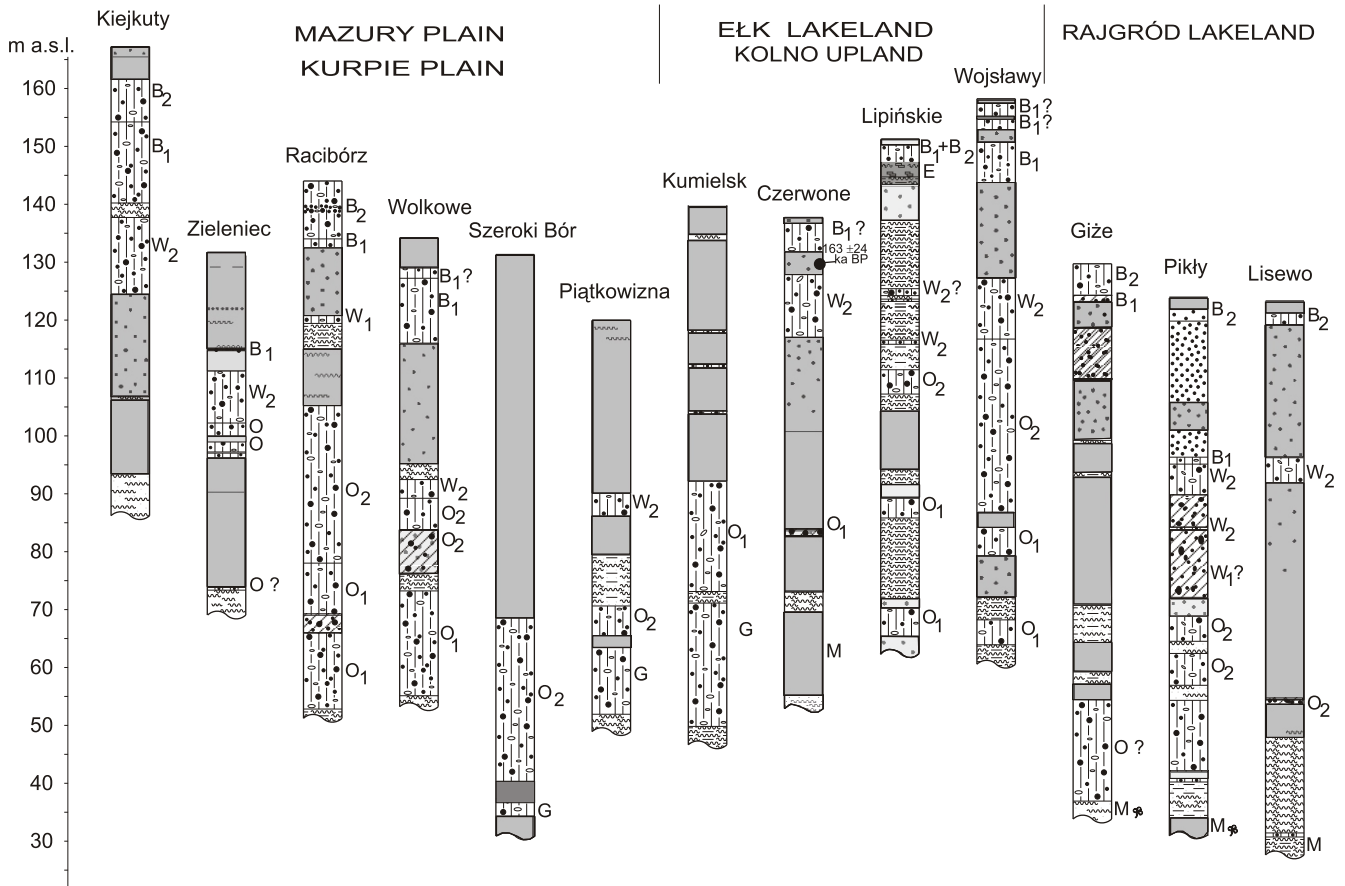 MAZURY PLAIN
KURPIE PLAIN
EŁK LAKELAND
KOLNO UPLAND
RAJGRÓD LAKELAND
m a.s.l.
160
150
140
130
120
110
100
90
80
70
60
50
40
30
Kiejkuty
B2
B1
W2
Zieleniec
B1
W2
O
O
O ?
Racibórz
B2
B1
W1
O2
O1
O1
Wolkowe
B1?
B1
W2
O2
O2
O1
Szeroki Bór
O2
G
Piątkowizna
W2
O2
G
Kumielsk
O1
G
Czerwone
B1?
163 ±24
ka BP
W2
O1
M
Lipińskie
B1+B2
E
W2?
W2
O2
O1
O1
Wojsławy
B1?
B1?
B1
W2
O2
O1
O1
Giże
B2
B1
O ?
M
Pikły
B2
B1
W2
W2
W1?
O2
O2
M
Lisewo
B2
W2
O2
M